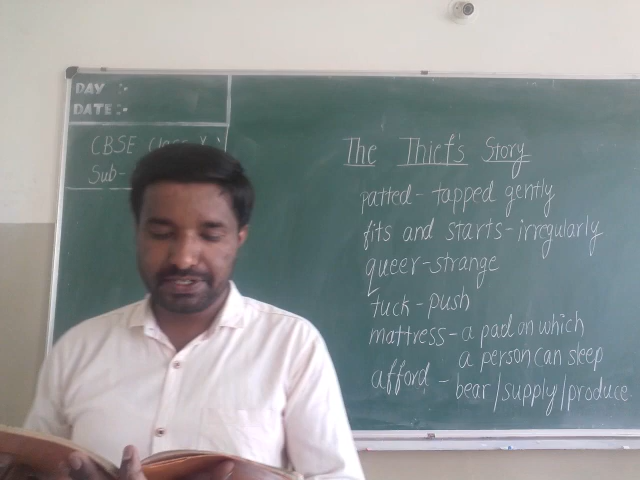 DAY :-
DATE :-
CBSE Class X
Sub-
The Thief's Story
patted - tapped gently
fits and starts - irregularly
queer - strange
tuck - push
mattress - a pad on which
a person can sleep
afford - bear/supply/produce